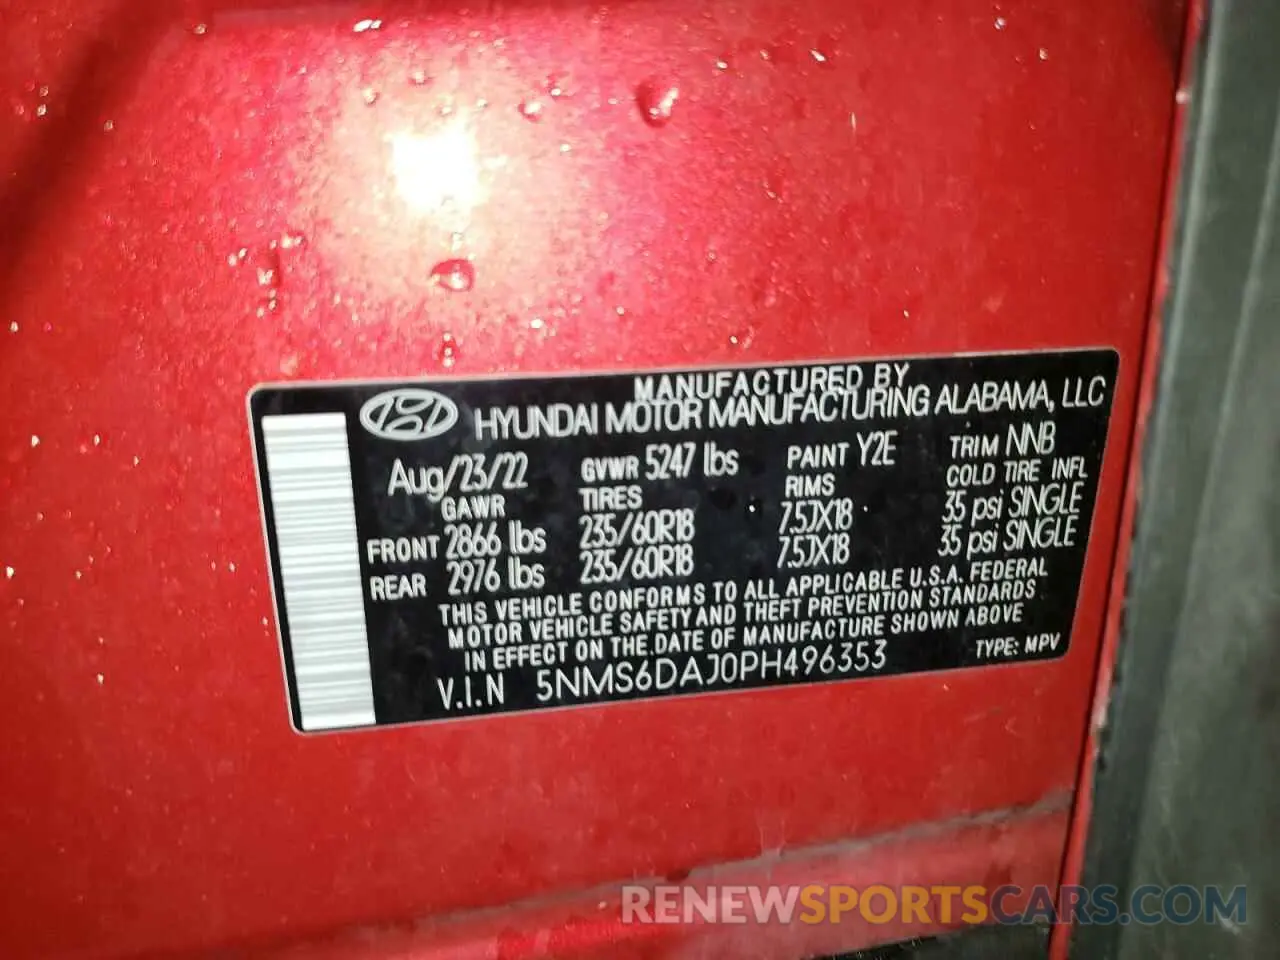 MANUFACTURED BY
HYUNDAI MOTOR MANUFACTURING ALABAMA, LLC
Aug/23/22 GVWR 5247 lbs PAINT Y2E TRIM NNB
GAWR TIRES RIMS COLD TIRE INFL
FRONT 2866 lbs 235/60R18 7.5JX18 35 psi SINGLE
REAR 2976 lbs 235/60R18 7.5JX18 35 psi SINGLE
THIS VEHICLE CONFORMS TO ALL APPLICABLE U.S.A. FEDERAL
MOTOR VEHICLE SAFETY AND THEFT PREVENTION STANDARDS
IN EFFECT ON THE DATE OF MANUFACTURE SHOWN ABOVE
V.I.N 5NMS6DAJ0PH496353 TYPE: MPV
RENEWSPORTSCARS.COM